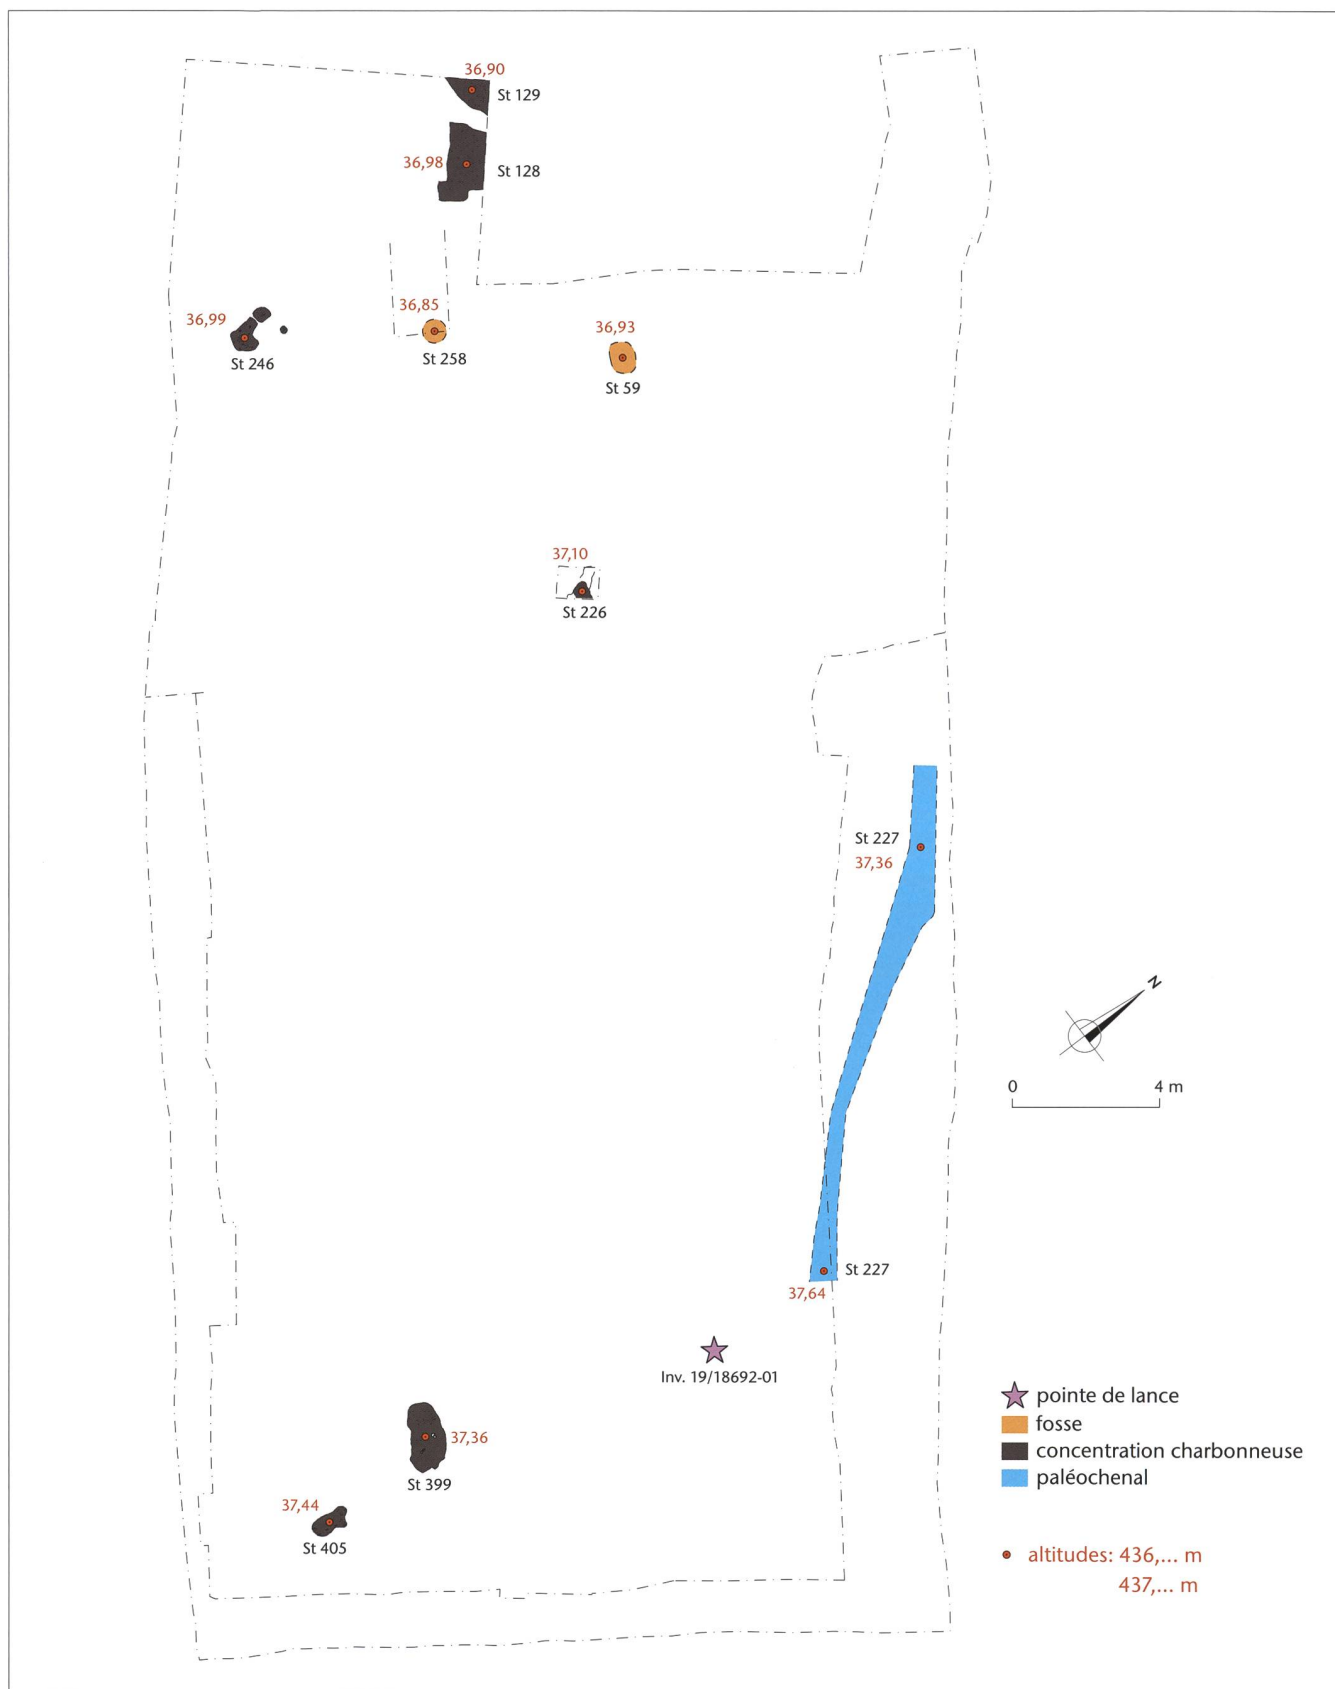 36,90
St 129
36,98
St 128
36,99
St 246
36,85
St 258
36,93
St 59
37,10
St 226
St 227
37,36
N
0 4 m
St 227
37,64
Inv. 19/18692-01
37,36
St 399
37,44
St 405
pointe de lance
fosse
concentration charbonneuse
paléochenal
altitudes: 436,... m
437,... m